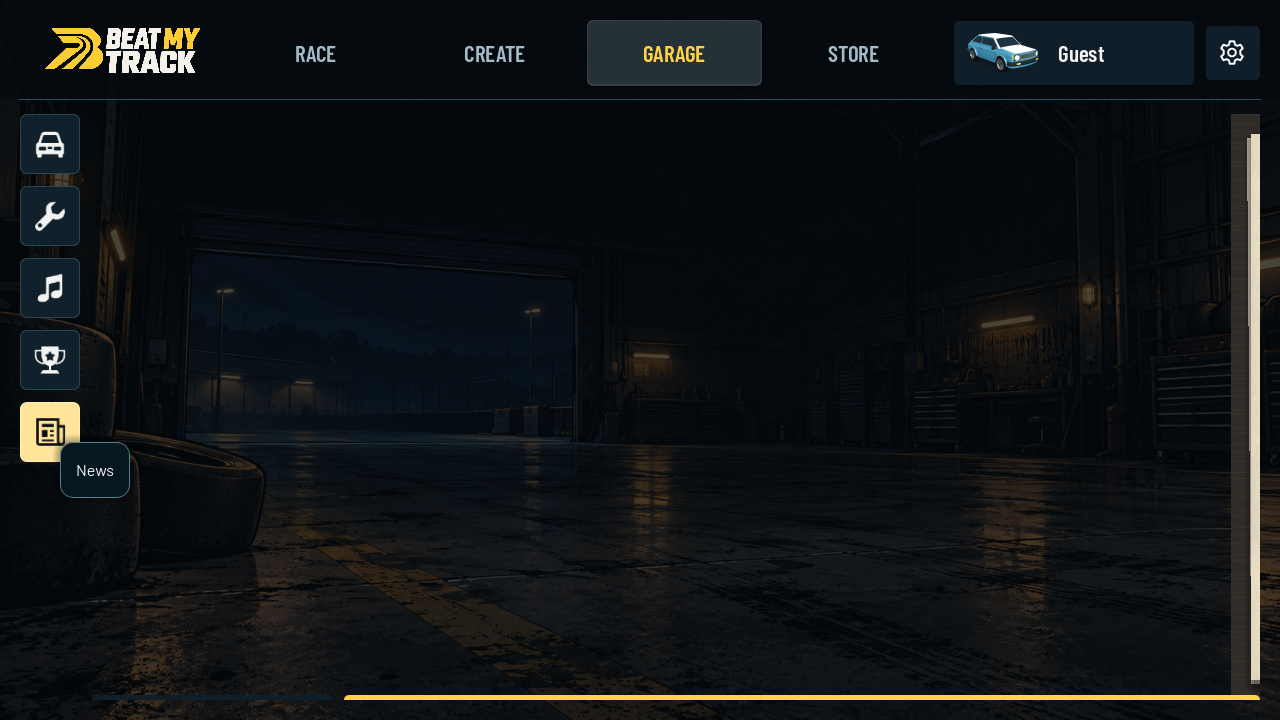 BEAT MY
TRACK
RACE
CREATE
GARAGE
STORE
Guest
News